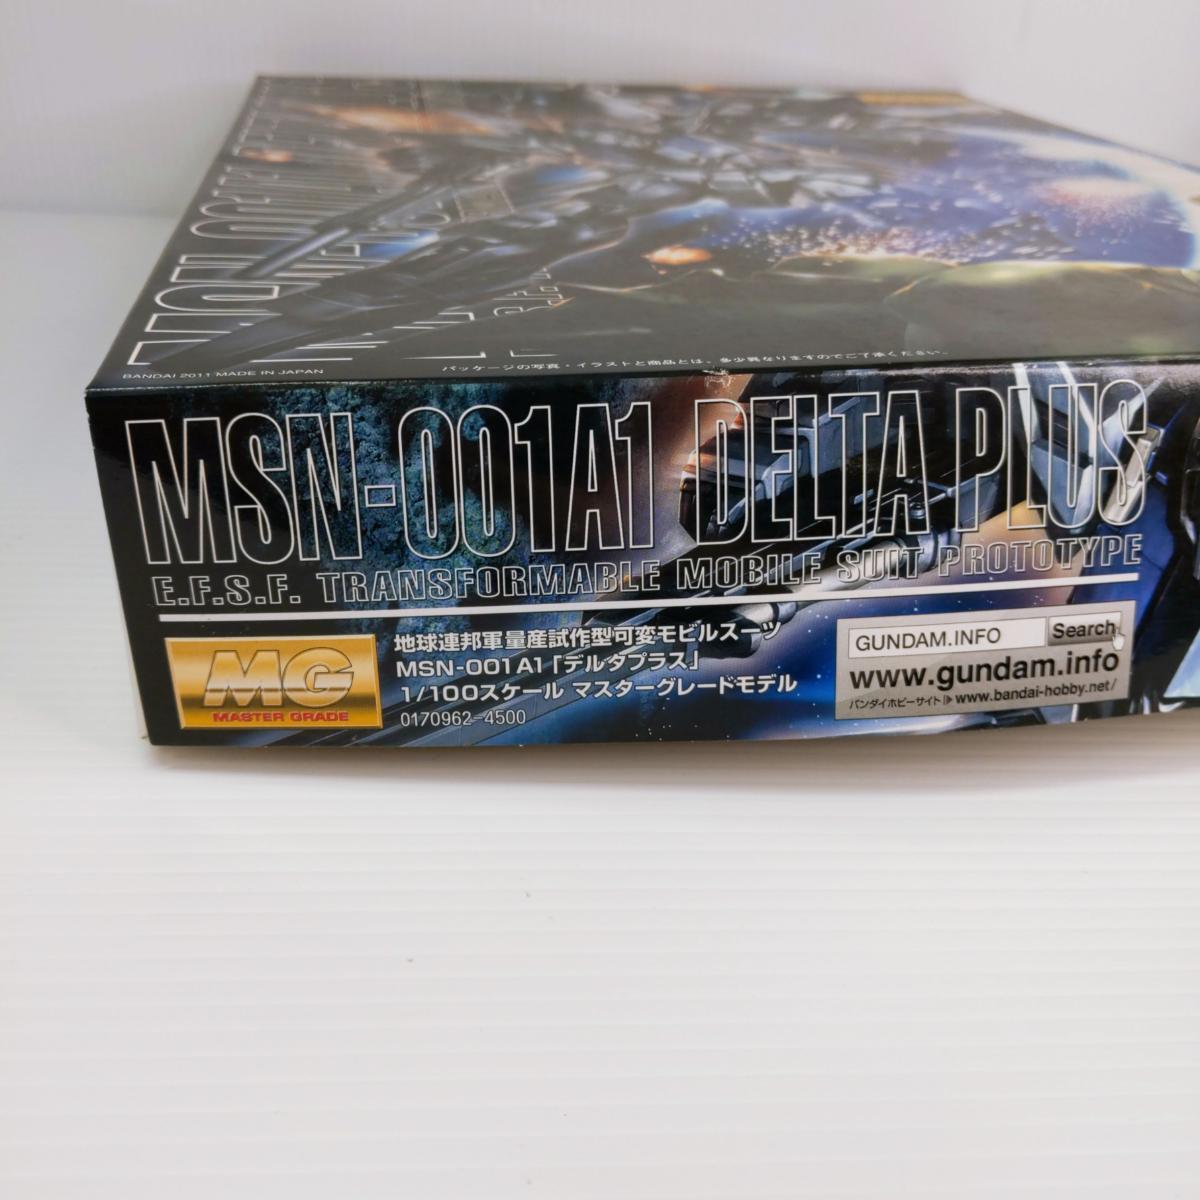 BANDAI 2011 MADE IN JAPAN
パッケージの写真・イラストと商品とは、多少異なりますのでご了承ください。
MSN-001A1 DELTA PLUS
E.F.S.F. TRANSFORMABLE MOBILE SUIT PROTOTYPE
MG
MASTER GRADE
地球連邦軍量産試作型可変モビルスーツ
MSN-001A1「デルタプラス」
1/100スケール マスターグレードモデル
0170962-4500
GUNDAM.INFO Search
www.gundam.info
バンダイホビーサイト www.bandai-hobby.net/